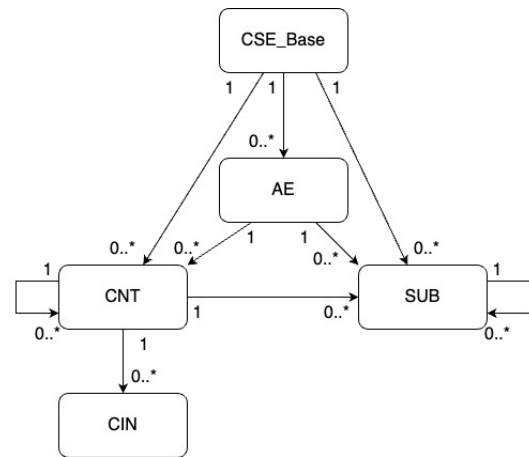 CSE_Base
1 1 1
0..*
AE
1 1
0..* 0..* 0..* 0..*
1 CNT 1
SUB 1
0..* 0..* 0..*
1
0..*
CIN